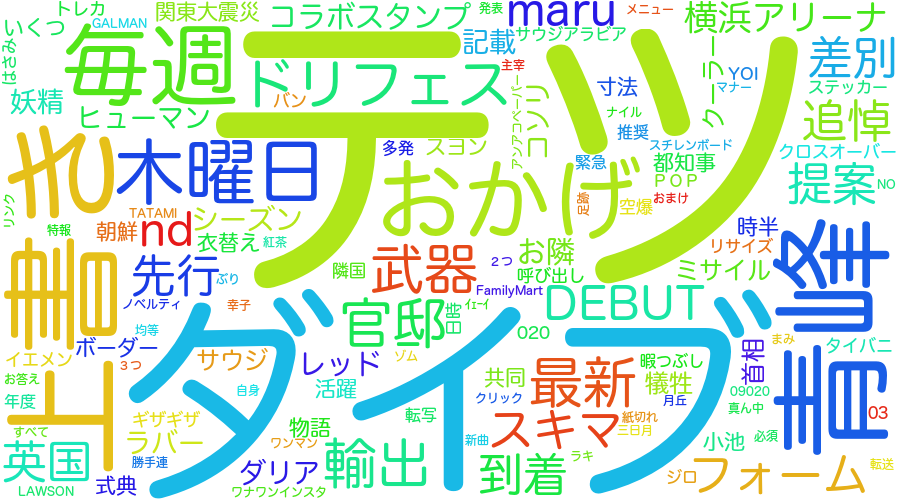 トレカ
関東大震災
コラボスタンプ
発表
maru
メニュー
横浜アリーナ
いくつ
GALMAN
はさみ
毎週
ドリフェス
記載
サウジアラビア
主宰
テツ
クーラー
差別
YOI
マナー
ステッカー
妖精
ヒューマン
バン
寸法
ナイル
追悼
書き上
木曜日
多発
スヨン
アンアコペーパー
コソリ
推奨
スチレンボード
緊急
都知事
クロスオーバー
おかげ
POP
おまけ
提案
NO
リンク
特報
TATAMI
朝鮮
nd
シーズン
衣替え
紅茶
足跡
空爆
時半
リサイズ
青峰
先行
ぶり
隣国
武器
2つ
お隣
呼び出し
ミサイル
ノベルティ
幸子
FamilyMart
DEBUT
ダイブ
官邸
日時
ｲｪｰｲ
020
均等
イエメン
ボーダー
3つ
サウジ
レッド
ゾム
首相
まみ
タイバニ
お答え
自身
活躍
共同
最新
暇つぶし
犠牲
年度
ギザギザ
物語
転写
クリック
月丘
09020
真ん中
03
すべて
ラバー
ワンマン
スキマ
紙切れ
三日月
英国
勝手連
輸出
新曲
小池
必須
LAWSON
式典
ダリア
ワナワンインスタ
到着
ラキ
ジロ
フォーム
転送